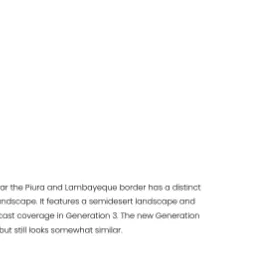 ar the Piura and Lambayeque border has a distinct
ndscape. It features a semidesert landscape and
cast coverage in Generation 3. The new Generation
but still looks somewhat similar.